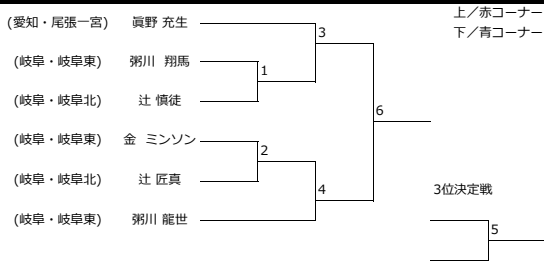 上／赤コーナー
下／青コーナー
(愛知・尾張一宮) 眞野 充生
3
(岐阜・岐阜東) 粥川 翔馬
1
(岐阜・岐阜北) 辻 慎徒
6
(岐阜・岐阜東) 金 ミンソン
2
(岐阜・岐阜北) 辻 匠真
4
3位決定戦
(岐阜・岐阜東) 粥川 龍世
5